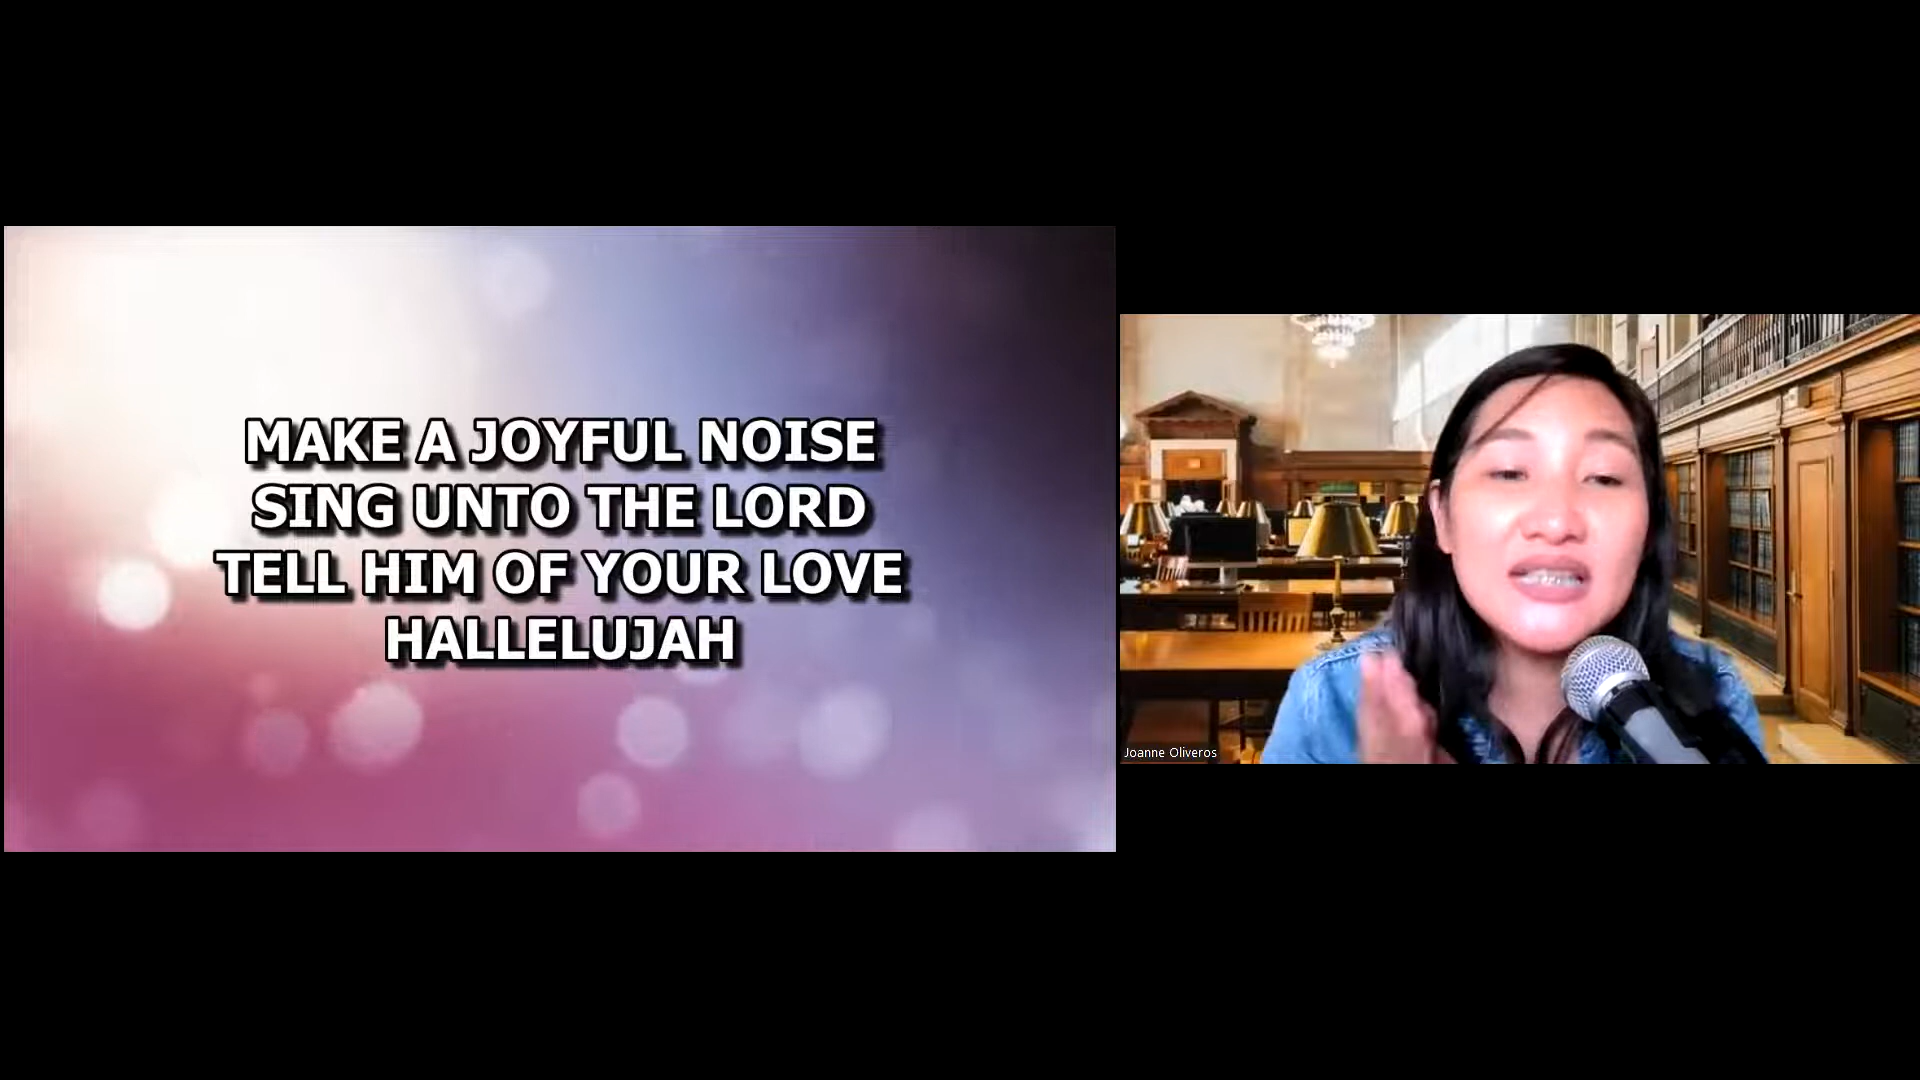 MAKE A JOYFUL NOISE
SING UNTO THE LORD
TELL HIM OF YOUR LOVE
HALLELUJAH
Joanne Oliveros